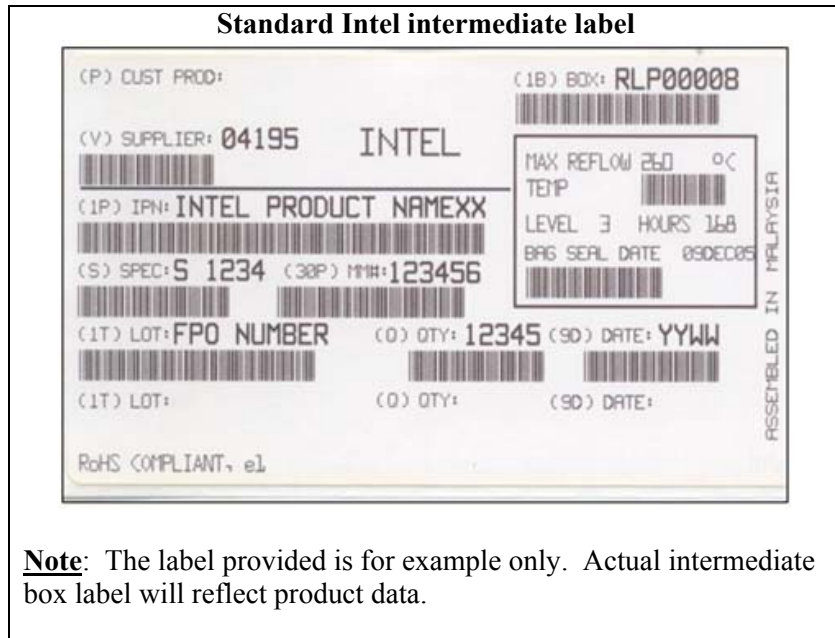 Standard Intel intermediate label
(P) CUST PROD:
(1B) BOX: RLP00008
(V) SUPPLIER: 04195
INTEL
MAX REFLOW 260 °C
TEMP
(1P) IPN: INTEL PRODUCT NAMEXX
LEVEL 3 HOURS 168
BAG SEAL DATE 09DEC05
(S) SPEC: S 1234 (30P) MM#: 123456
(1T) LOT: FPO NUMBER (Q) QTY: 12345 (9D) DATE: YYWW
(1T) LOT: (Q) QTY: (9D) DATE:
RoHS COMPLIANT, e1
ASSEMBLED IN MALAYSIA
Note: The label provided is for example only. Actual intermediate
box label will reflect product data.